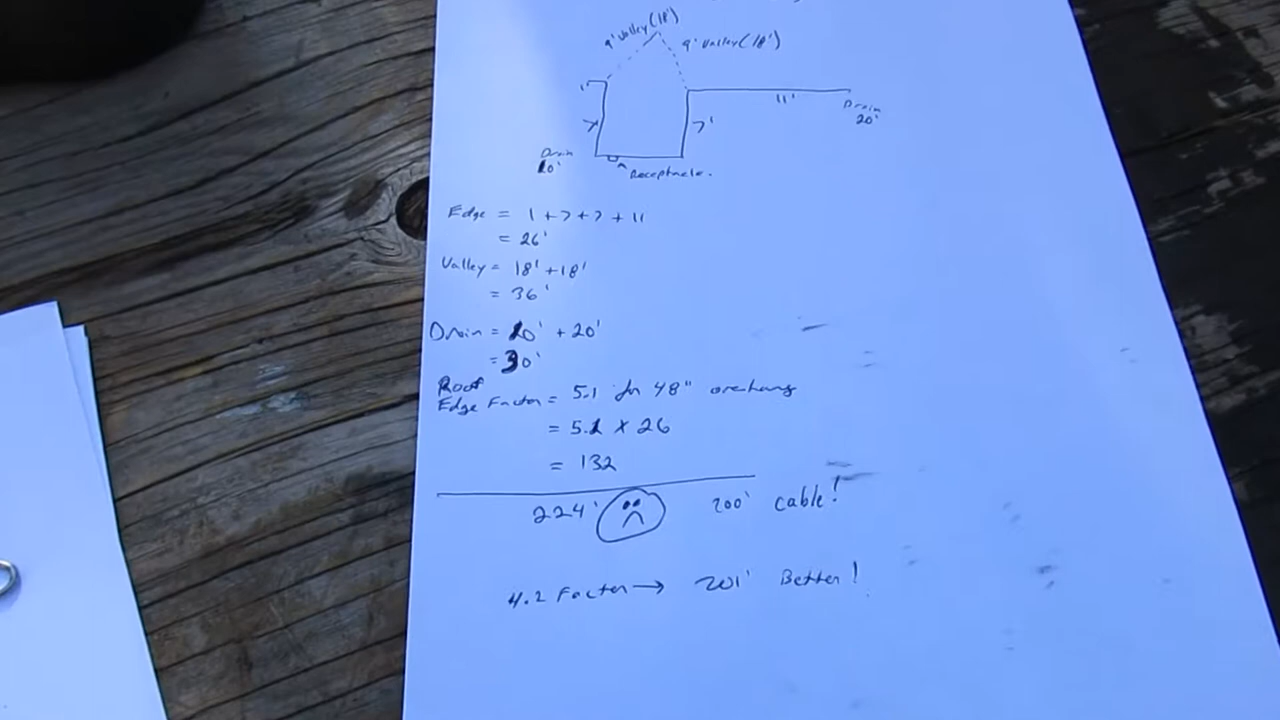 9' Valley (18')
9' Valley (18')
1'
11'
Drain
20'
7
7'
Drain
10'
Receptacle.
Edge = 1 + 7 + 7 + 11
= 26'
Valley = 18' + 18'
= 36'
Drain = 10' + 20'
= 30'
Roof
Edge Factor = 5.1 for 48" overhang
= 5.1 X 26
= 132
224' 200' cable!
4.2 Factor → 201' Better!